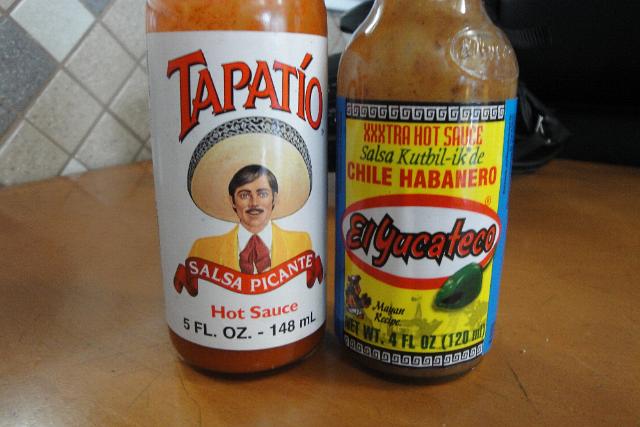 TAPATÍO
SALSA PICANTE
Hot Sauce
5 FL. OZ. - 148 mL
XXXTRA HOT SAUCE
Salsa Kutbil-ik de
CHILE HABANERO
El Yucateco
Mayan
Recipe
NET WT. 4 FL OZ (120 ml)